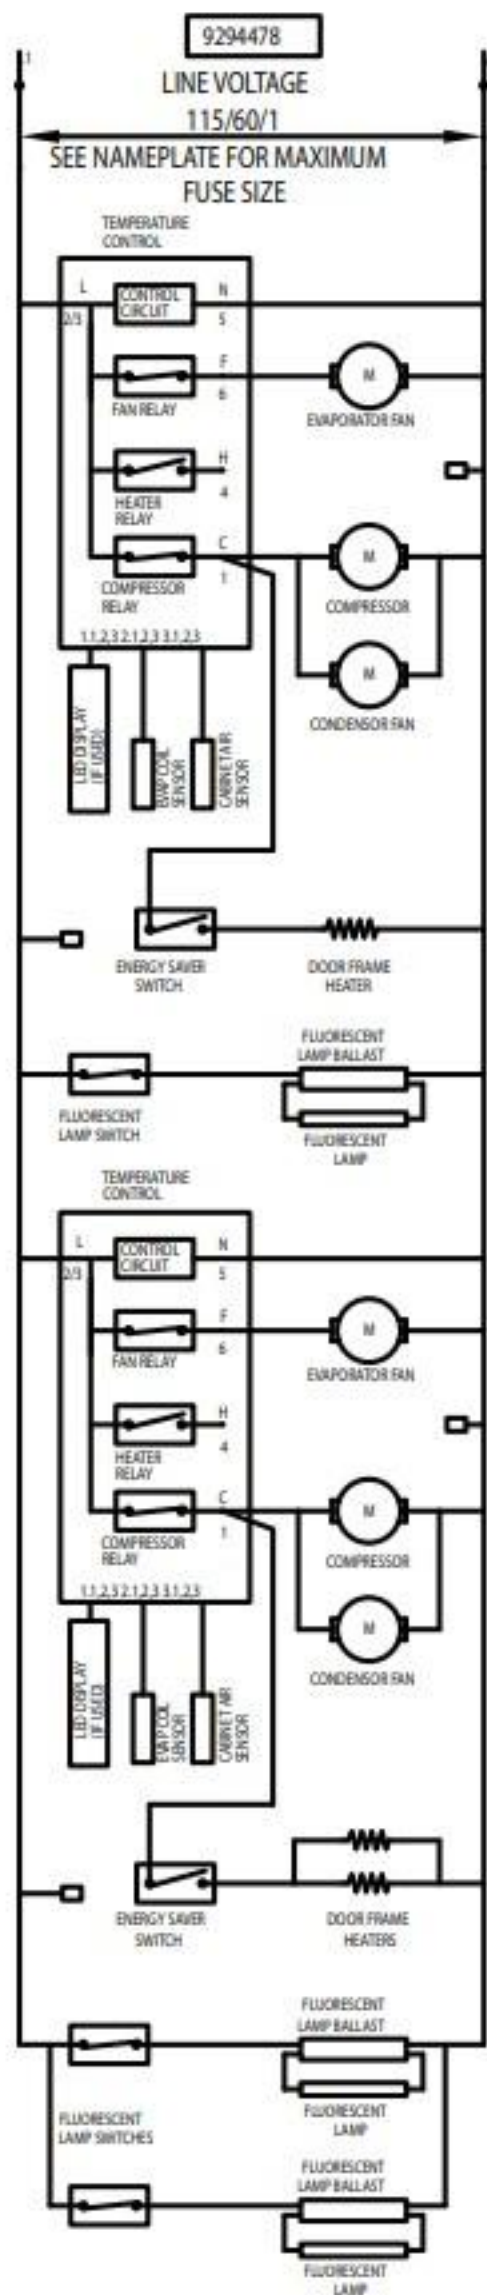 9294478
L1
LINE VOLTAGE
115/60/1
SEE NAMEPLATE FOR MAXIMUM
FUSE SIZE
TEMPERATURE
CONTROL
L
CONTROL
CIRCUIT
N
2/3
5
F
M
FAN RELAY
6
EVAPORATOR FAN
H
HEATER
RELAY
4
C
M
COMPRESSOR
RELAY
1
COMPRESSOR
1.1,2,3 2.1,2,3 3.1,2,3
M
CONDENSOR FAN
LED DISPLAY
(IF USED)
EVAP COIL
SENSOR
CABINET AIR
SENSOR
ENERGY SAVER
SWITCH
DOOR FRAME
HEATER
FLUORESCENT
LAMP BALLAST
FLUORESCENT
LAMP SWITCH
FLUORESCENT
LAMP
TEMPERATURE
CONTROL
L
CONTROL
CIRCUIT
N
2/3
5
F
M
FAN RELAY
6
EVAPORATOR FAN
H
HEATER
RELAY
4
C
M
COMPRESSOR
RELAY
1
COMPRESSOR
1.1,2,3 2.1,2,3 3.1,2,3
M
CONDENSOR FAN
LED DISPLAY
(IF USED)
EVAP COIL
SENSOR
CABINET AIR
SENSOR
ENERGY SAVER
SWITCH
DOOR FRAME
HEATERS
FLUORESCENT
LAMP BALLAST
FLUORESCENT
LAMP SWITCHES
FLUORESCENT
LAMP
FLUORESCENT
LAMP BALLAST
FLUORESCENT
LAMP